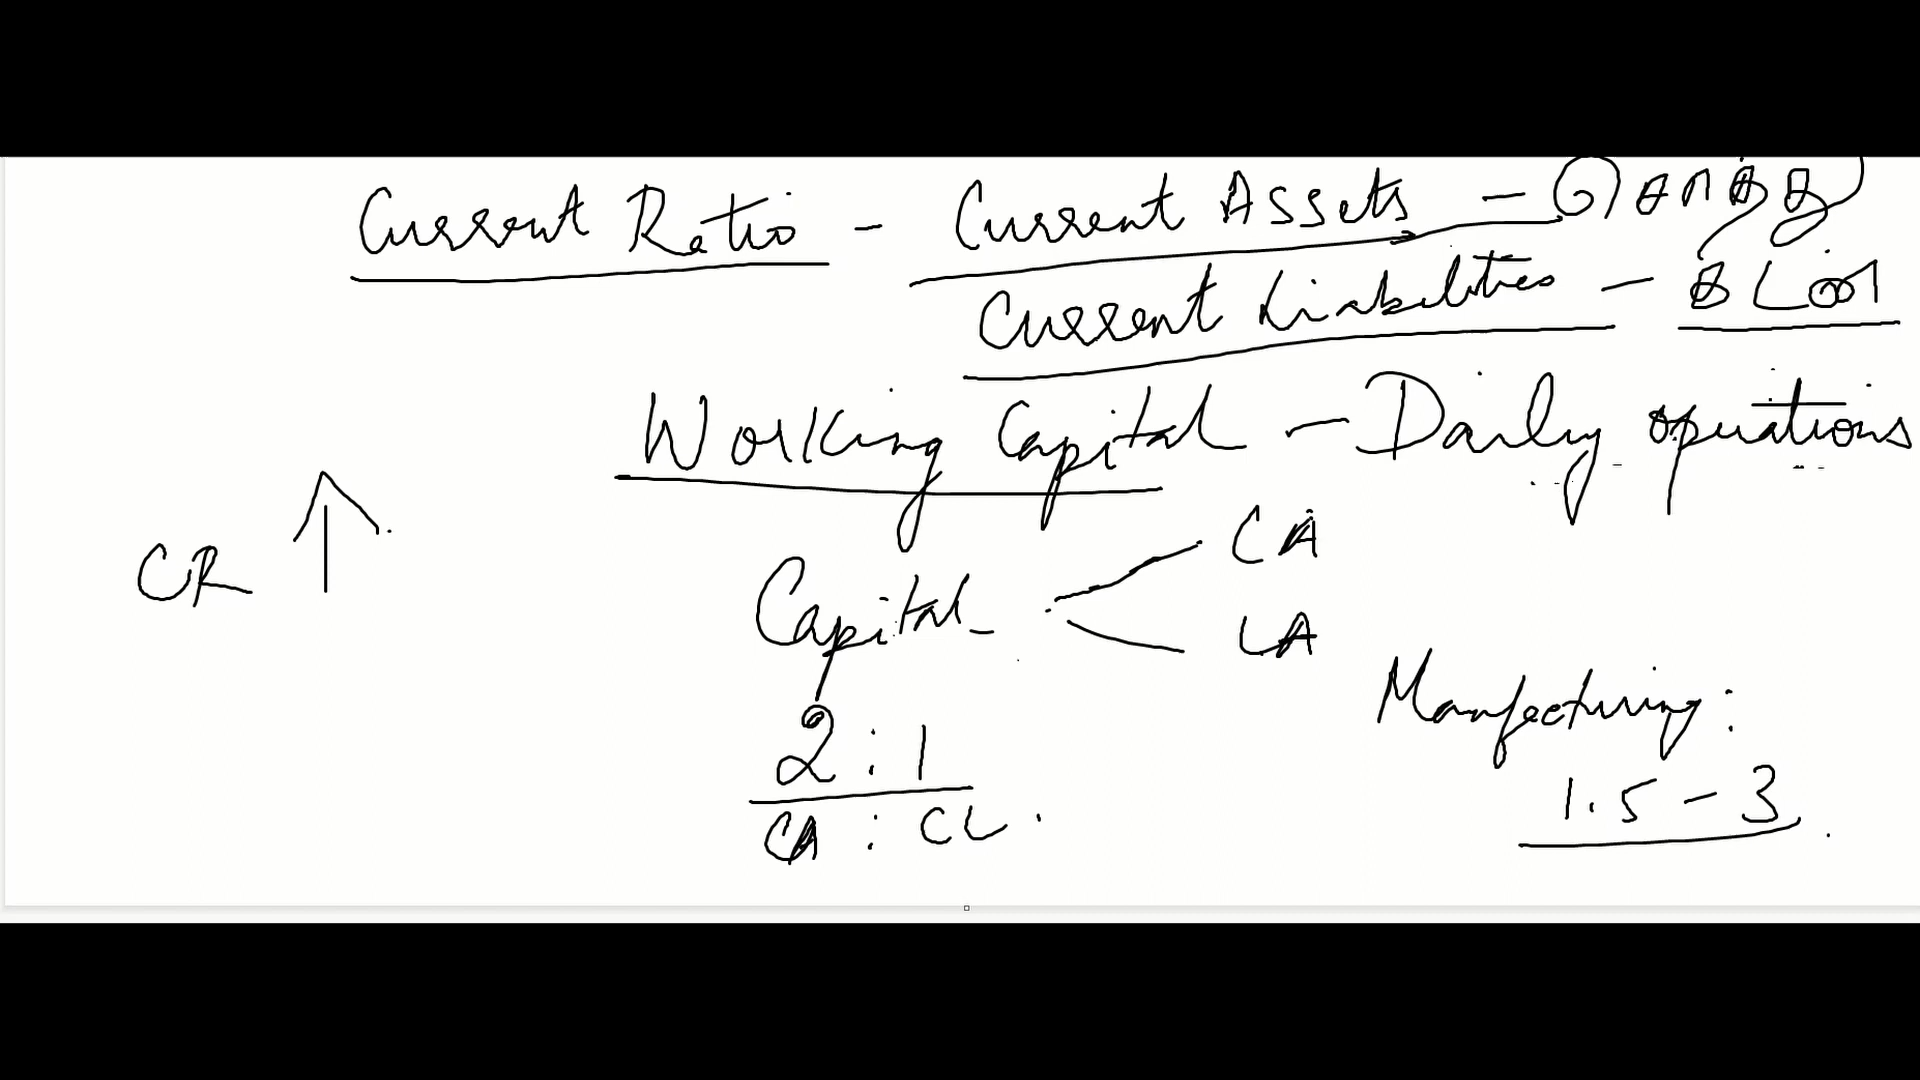 Current Ratio - Current Assets -
Current Liabilities -
Working Capital - Daily operations
CR ↑
Capital
CA
LA
2 : 1
CA : CL.
Manfecturing:
1.5 - 3